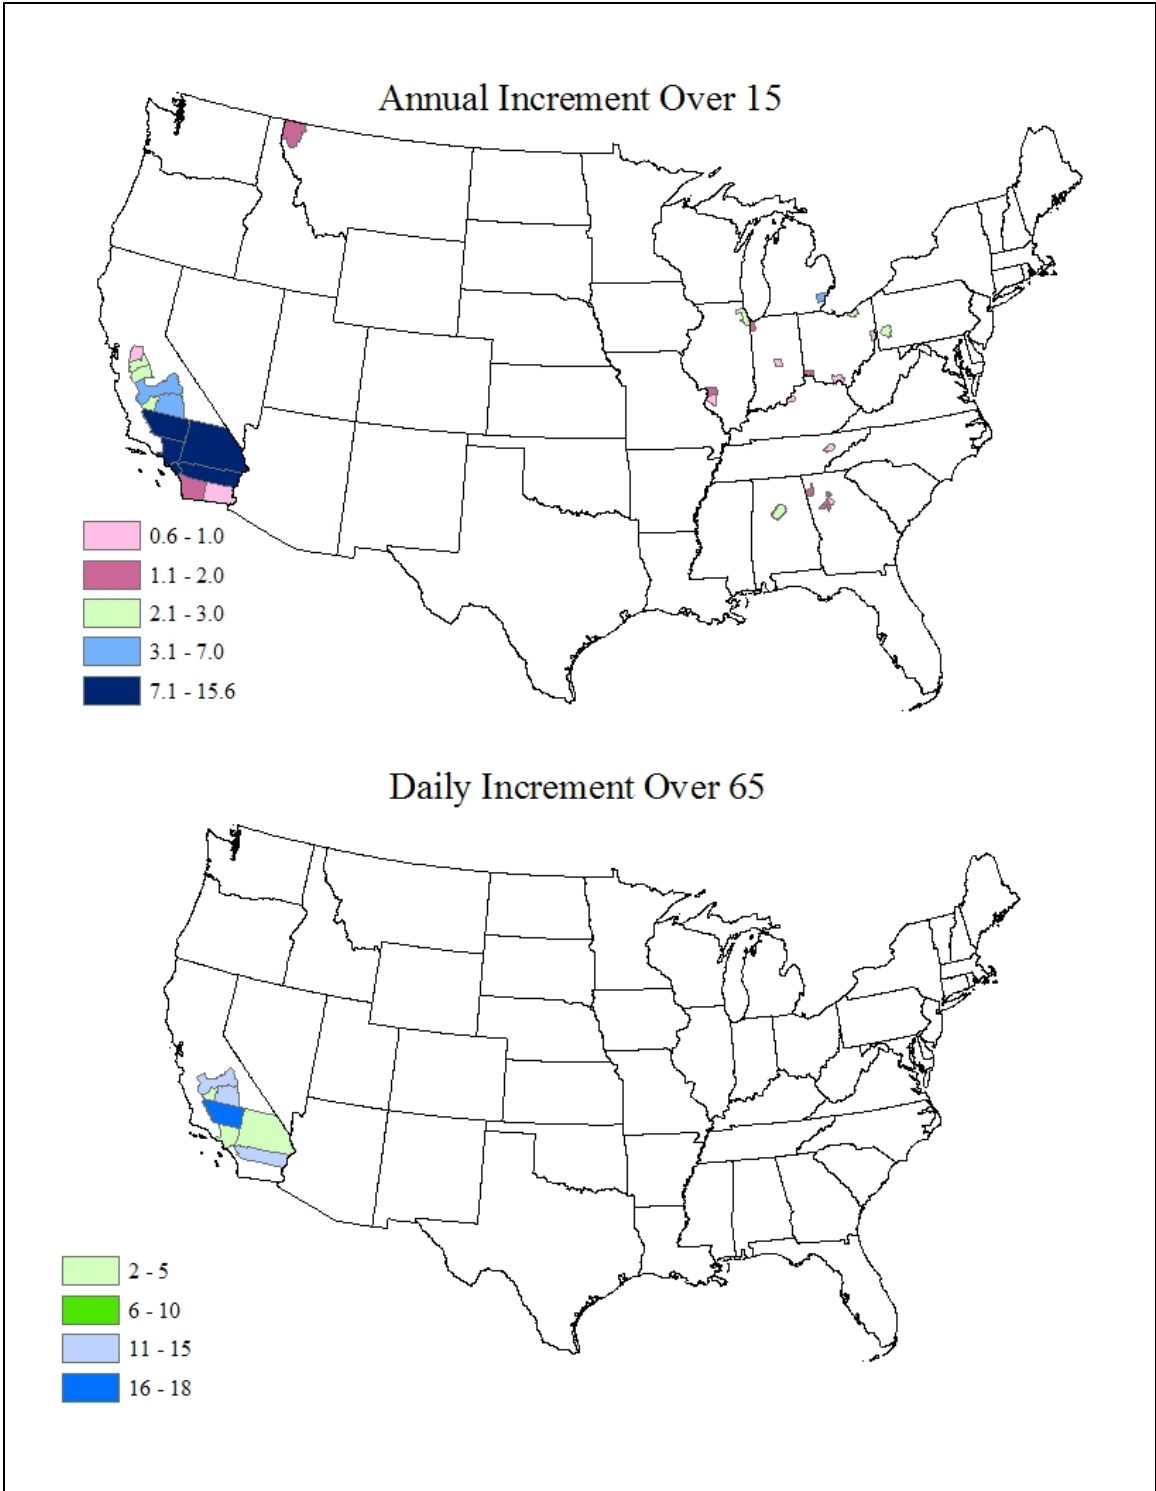 Annual Increment Over 15
0.6 - 1.0
1.1 - 2.0
2.1 - 3.0
3.1 - 7.0
7.1 - 15.6
Daily Increment Over 65
2 - 5
6 - 10
11 - 15
16 - 18